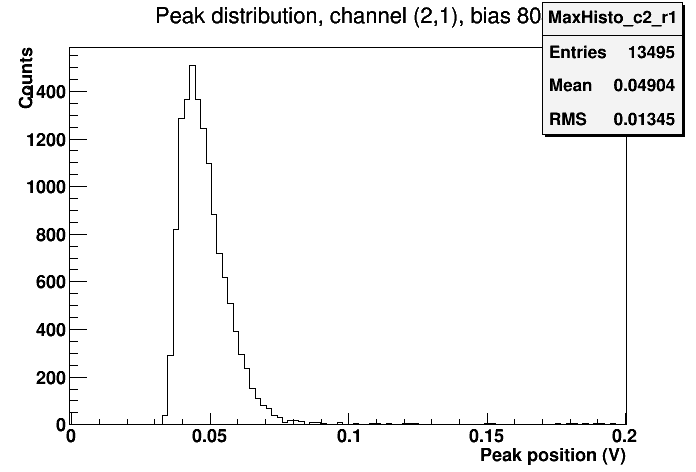 Peak distribution, channel (2,1), bias 80
MaxHisto_c2_r1
Entries 13495
Mean 0.04904
RMS 0.01345
Counts
1400
1200
1000
800
600
400
200
0
0 0.05 0.1 0.15 0.2
Peak position (V)